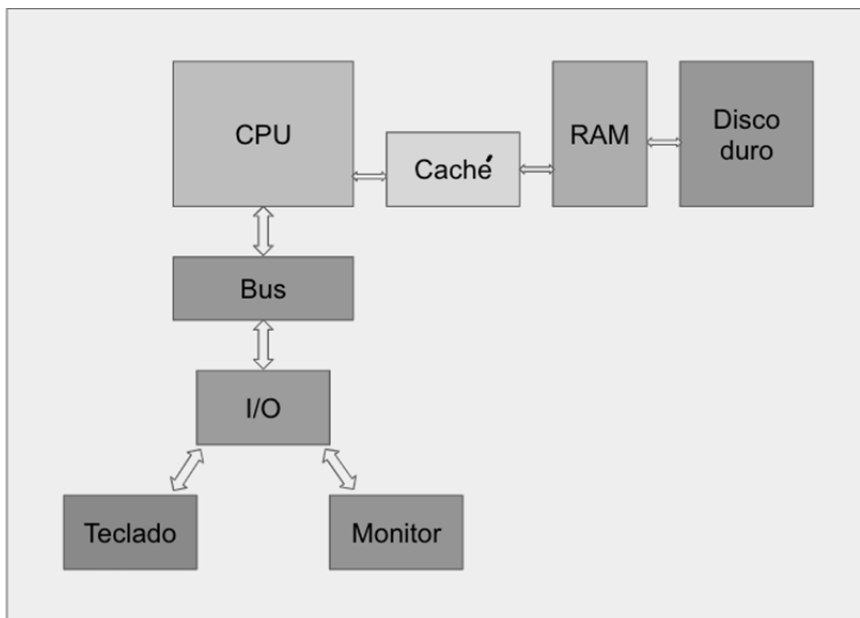 CPU
Caché
RAM
Disco
duro
Bus
I/O
Teclado
Monitor